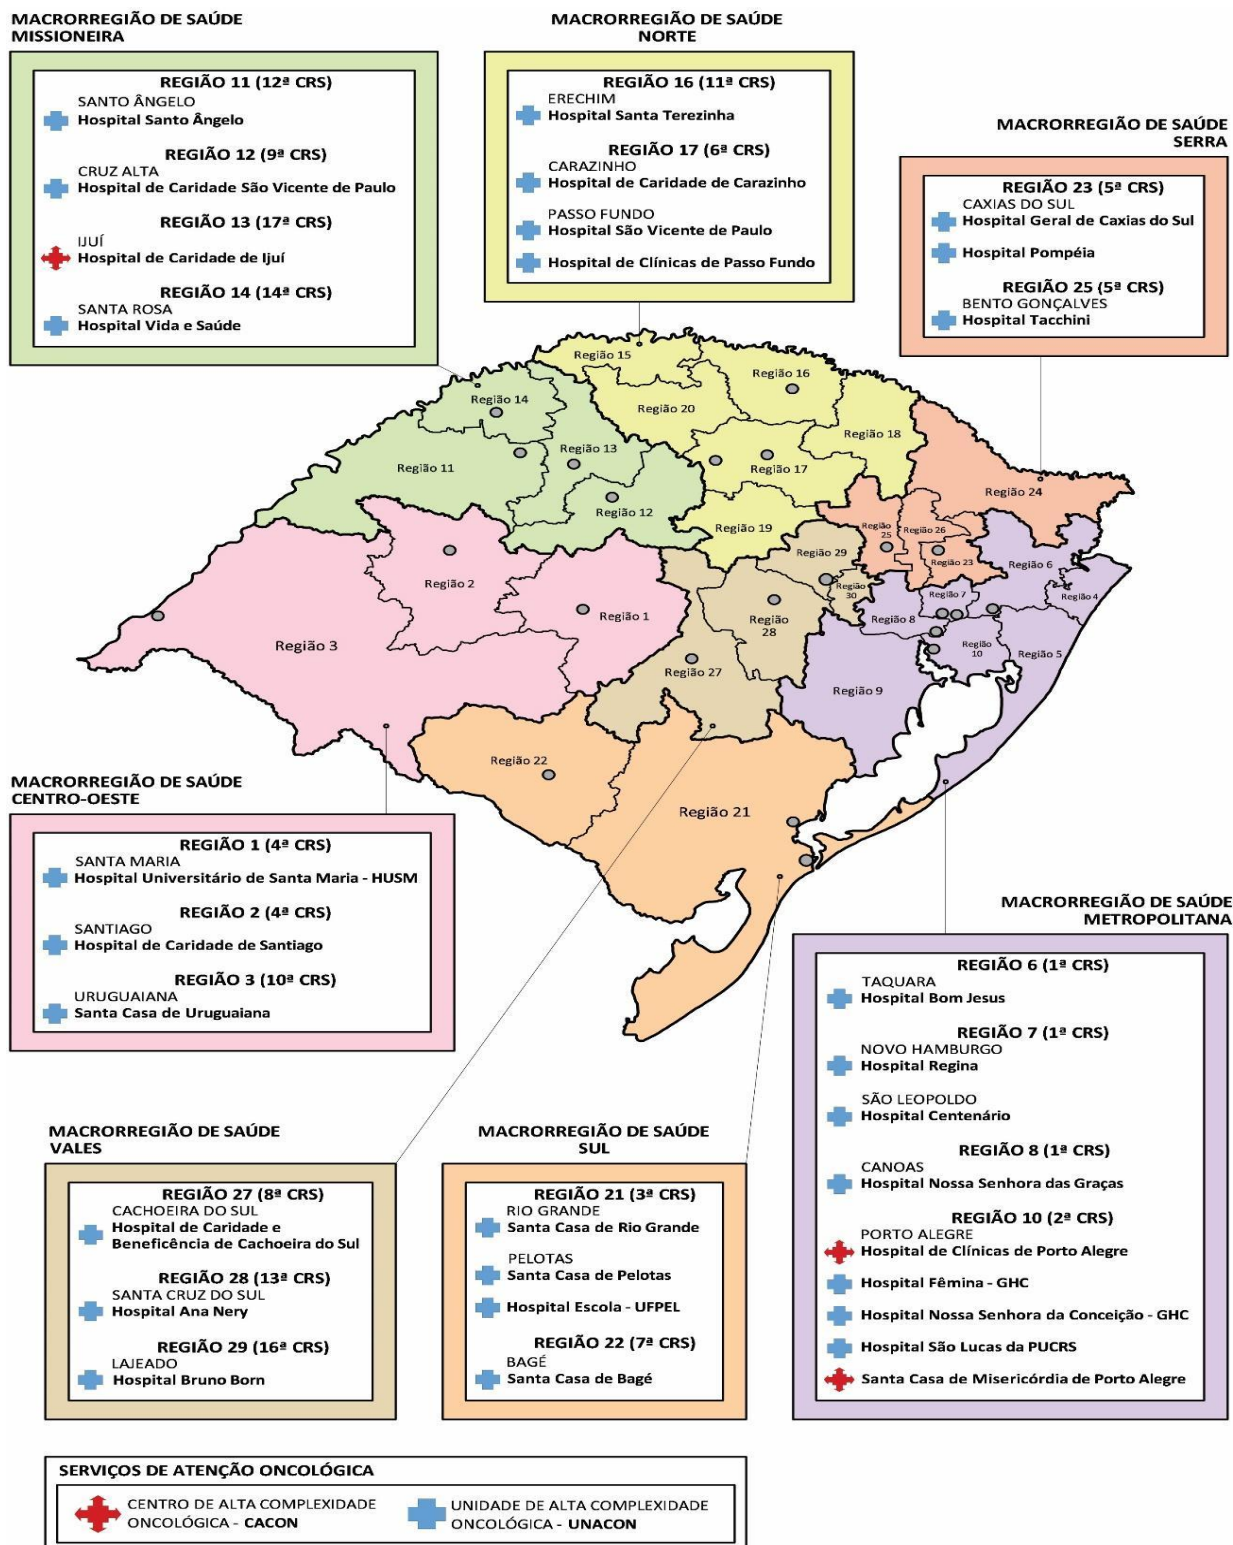 MACRORREGIÃO DE SAÚDE
MISSIONEIRA
REGIÃO 11 (12ª CRS)
SANTO ÂNGELO
Hospital Santo Ângelo
REGIÃO 12 (9ª CRS)
CRUZ ALTA
Hospital de Caridade São Vicente de Paulo
REGIÃO 13 (17ª CRS)
IJUÍ
Hospital de Caridade de Ijuí
REGIÃO 14 (14ª CRS)
SANTA ROSA
Hospital Vida e Saúde
MACRORREGIÃO DE SAÚDE
NORTE
REGIÃO 16 (11ª CRS)
ERECHIM
Hospital Santa Terezinha
REGIÃO 17 (6ª CRS)
CARAZINHO
Hospital de Caridade de Carazinho
PASSO FUNDO
Hospital São Vicente de Paulo
Hospital de Clínicas de Passo Fundo
MACRORREGIÃO DE SAÚDE
SERRA
REGIÃO 23 (5ª CRS)
CAXIAS DO SUL
Hospital Geral de Caxias do Sul
Hospital Pompéia
REGIÃO 25 (5ª CRS)
BENTO GONÇALVES
Hospital Tacchini
Região 15
Região 16
Região 14
Região 20
Região 18
Região 13
Região 11
Região 17
Região 24
Região 12
Região 19
Região
25
Região 26
Região 29
Região 23
Região 6
Região 2
Região
30
Região 7
Região 4
Região 1
Região 8
Região
28
Região 3
Região
10
Região 5
Região 27
Região 9
Região 22
Região 21
MACRORREGIÃO DE SAÚDE
CENTRO-OESTE
REGIÃO 1 (4ª CRS)
SANTA MARIA
Hospital Universitário de Santa Maria - HUSM
REGIÃO 2 (4ª CRS)
SANTIAGO
Hospital de Caridade de Santiago
REGIÃO 3 (10ª CRS)
URUGUAIANA
Santa Casa de Uruguaiana
MACRORREGIÃO DE SAÚDE
METROPOLITANA
REGIÃO 6 (1ª CRS)
TAQUARA
Hospital Bom Jesus
REGIÃO 7 (1ª CRS)
NOVO HAMBURGO
Hospital Regina
SÃO LEOPOLDO
Hospital Centenário
REGIÃO 8 (1ª CRS)
CANOAS
Hospital Nossa Senhora das Graças
REGIÃO 10 (2ª CRS)
PORTO ALEGRE
Hospital de Clínicas de Porto Alegre
Hospital Fêmina - GHC
Hospital Nossa Senhora da Conceição - GHC
Hospital São Lucas da PUCRS
Santa Casa de Misericórdia de Porto Alegre
MACRORREGIÃO DE SAÚDE
VALES
REGIÃO 27 (8ª CRS)
CACHOEIRA DO SUL
Hospital de Caridade e
Beneficência de Cachoeira do Sul
REGIÃO 28 (13ª CRS)
SANTA CRUZ DO SUL
Hospital Ana Nery
REGIÃO 29 (16ª CRS)
LAJEADO
Hospital Bruno Born
MACRORREGIÃO DE SAÚDE
SUL
REGIÃO 21 (3ª CRS)
RIO GRANDE
Santa Casa de Rio Grande
PELOTAS
Santa Casa de Pelotas
Hospital Escola - UFPEL
REGIÃO 22 (7ª CRS)
BAGÉ
Santa Casa de Bagé
SERVIÇOS DE ATENÇÃO ONCOLÓGICA
CENTRO DE ALTA COMPLEXIDADE
ONCOLÓGICA - CACON
UNIDADE DE ALTA COMPLEXIDADE
ONCOLÓGICA - UNACON